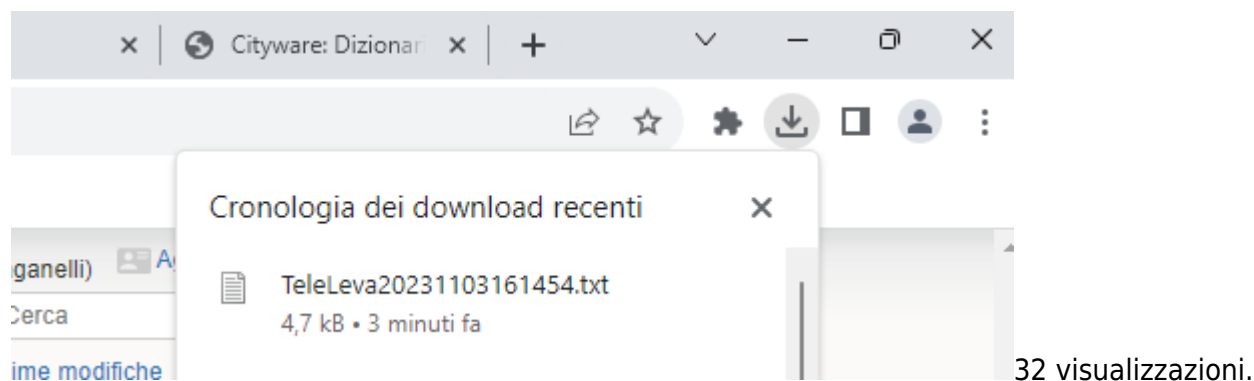 Cityware: Dizionari
Cronologia dei download recenti
ganelli)
TeleLeva20231103161454.txt
Cerca
4,7 kB • 3 minuti fa
ime modifiche
32 visualizzazioni.